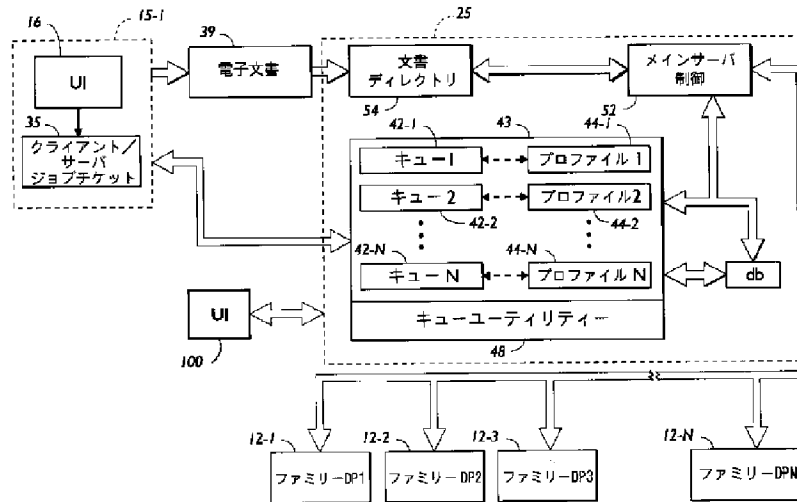 15-1
16
UI
35
クライアント/
サーバ
ジョブチケット
39
電子文書
25
文書
ディレクトリ
54
メインサーバ
制御
52
42-1
43
44-1
キュー1
プロファイル 1
キュー 2
プロファイル2
42-2
44-2
42-N
44-N
キュー N
プロファイル N
キューユーティリティー
48
db
UI
100
12-1
12-2
12-3
12-N
ファミリーDP1
ファミリーDP2
ファミリーDP3
ファミリーDPN